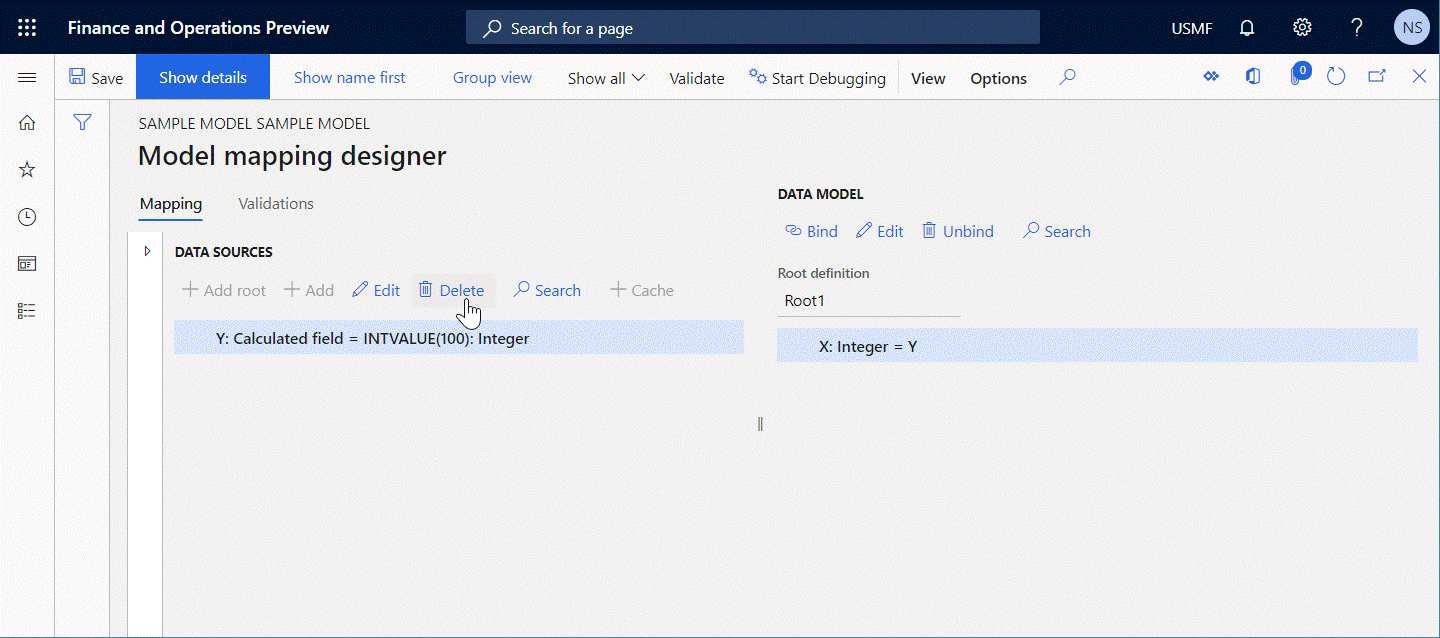 Finance and Operations Preview
Search for a page
USMF
?
NS
Save
Show details
Show name first
Group view
Show all
Validate
Start Debugging
View
Options
0
SAMPLE MODEL SAMPLE MODEL
Model mapping designer
Mapping
Validations
DATA SOURCES
+ Add root
+ Add
Edit
Delete
Search
+ Cache
Y: Calculated field = INTVALUE(100): Integer
DATA MODEL
Bind
Edit
Unbind
Search
Root definition
Root1
X: Integer = Y